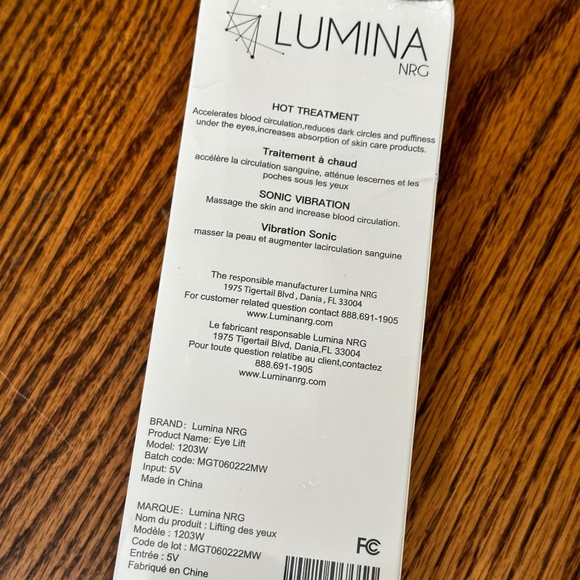 LUMINA
NRG
HOT TREATMENT
Accelerates blood circulation,reduces dark circles and puffiness
under the eyes,increases absorption of skin care products.
Traitement à chaud
accélère la circulation sanguine, atténue lescernes et les
poches sous les yeux
SONIC VIBRATION
Massage the skin and increase blood circulation.
Vibration Sonic
masser la peau et augmenter lacirculation sanguine
The responsible manufacturer Lumina NRG
1975 Tigertail Blvd , Dania , FL 33004
For customer related question contact 888.691-1905
www.Luminanrg.com
Le fabricant responsable Lumina NRG
1975 Tigertail Blvd, Dania,FL 33004
Pour toute question relatibe au client,contactez
888.691-1905
www.Luminanrg.com
BRAND: Lumina NRG
Product Name: Eye Lift
Model: 1203W
Batch code: MGT060222MW
Input: 5V
Made in China
MARQUE: Lumina NRG
Nom du produit : Lifting des yeux
Modèle : 1203W
Code de lot : MGT060222MW
Entrée : 5V
Fabriqué en Chine
FC